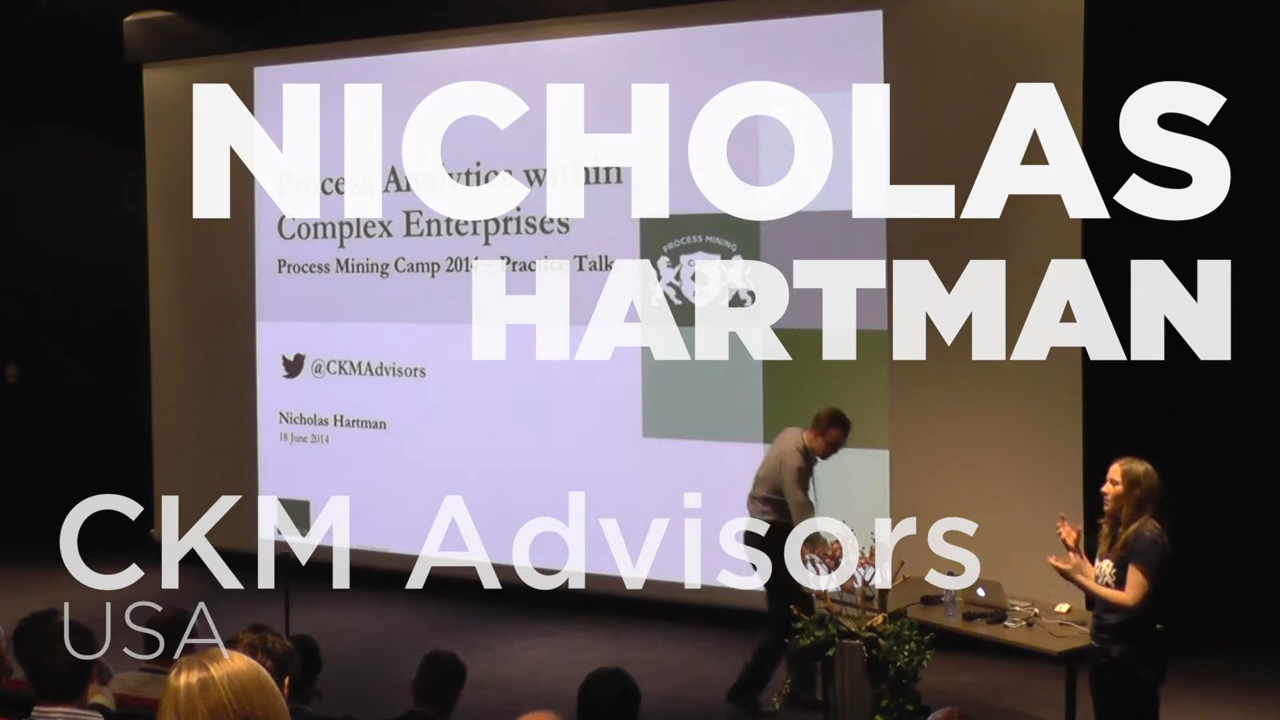 NICHOLAS
HARTMAN
Process Analytics within
Complex Enterprises
Process Mining Camp 2014 – Practice Talk
PROCESS MINING
@CKMAdvisors
Nicholas Hartman
18 June 2014
CKM Advisors
USA